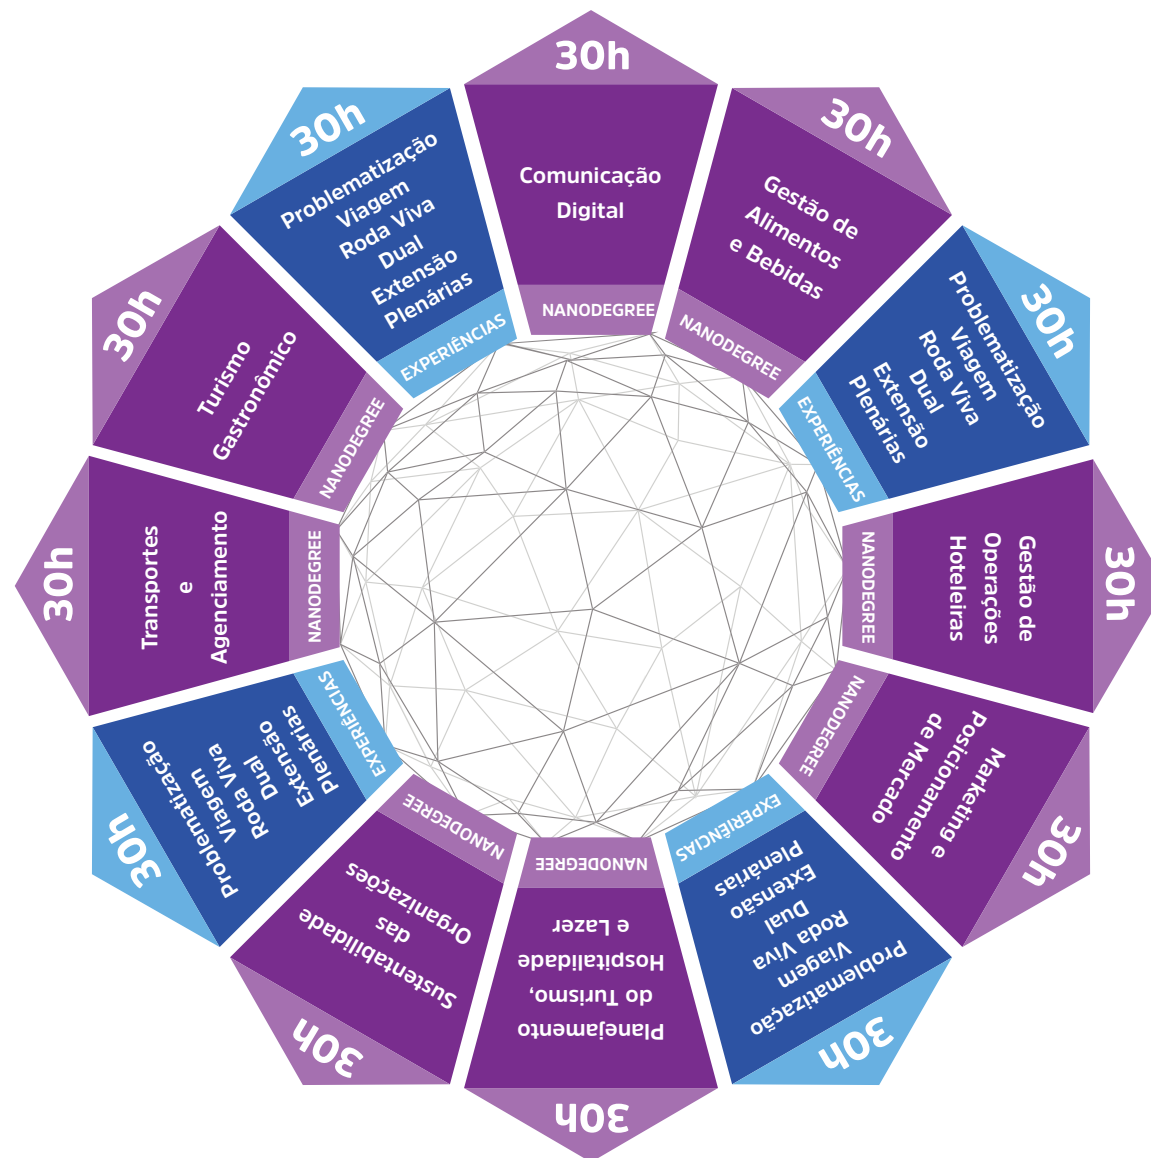 30h
Comunicação
Digital
NANODEGREE
30h
Gestão de
Alimentos
e Bebidas
NANODEGREE
30h
Problematização
Viagem
Roda Viva
Dual
Extensão
Plenárias
EXPERIÊNCIAS
30h
Gestão de
Operações
Hoteleiras
NANODEGREE
30h
Marketing e
Posicionamento
de Mercado
NANODEGREE
30h
Problematização
Viagem
Roda Viva
Dual
Extensão
Plenárias
EXPERIÊNCIAS
30h
Planejamento
do Turismo,
Hospitalidade
e Lazer
NANODEGREE
30h
Sustentabilidade
das
Organizações
NANODEGREE
30h
Problematização
Viagem
Roda Viva
Dual
Extensão
Plenárias
EXPERIÊNCIAS
30h
Transportes
e
Agenciamento
NANODEGREE
30h
Turismo
Gastronômico
NANODEGREE
30h
Problematização
Viagem
Roda Viva
Dual
Extensão
Plenárias
EXPERIÊNCIAS